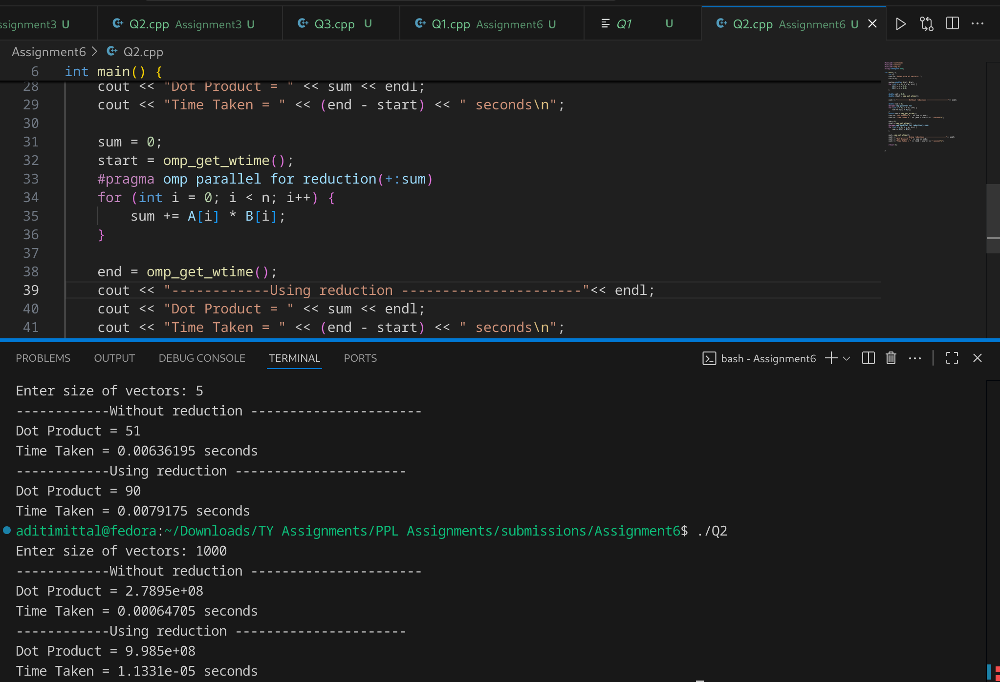 ssignment3 U Q2.cpp Assignment3 U Q3.cpp U Q1.cpp Assignment6 U Q1 U Q2.cpp Assignment6 U
Assignment6 > Q2.cpp
6 int main() {
28 cout << "Dot Product = " << sum << endl;
29 cout << "Time Taken = " << (end - start) << " seconds\n";
30
31 sum = 0;
32 start = omp_get_wtime();
33 #pragma omp parallel for reduction(+:sum)
34 for (int i = 0; i < n; i++) {
35 sum += A[i] * B[i];
36 }
37
38 end = omp_get_wtime();
39 cout << "------------Using reduction ----------------------"<< endl;
40 cout << "Dot Product = " << sum << endl;
41 cout << "Time Taken = " << (end - start) << " seconds\n";
PROBLEMS OUTPUT DEBUG CONSOLE TERMINAL PORTS bash - Assignment6
Enter size of vectors: 5
------------Without reduction ----------------------
Dot Product = 51
Time Taken = 0.00636195 seconds
------------Using reduction ----------------------
Dot Product = 90
Time Taken = 0.0079175 seconds
aditimittal@fedora:~/Downloads/TY Assignments/PPL Assignments/submissions/Assignment6$ ./Q2
Enter size of vectors: 1000
------------Without reduction ----------------------
Dot Product = 2.7895e+08
Time Taken = 0.00064705 seconds
------------Using reduction ----------------------
Dot Product = 9.985e+08
Time Taken = 1.1331e-05 seconds